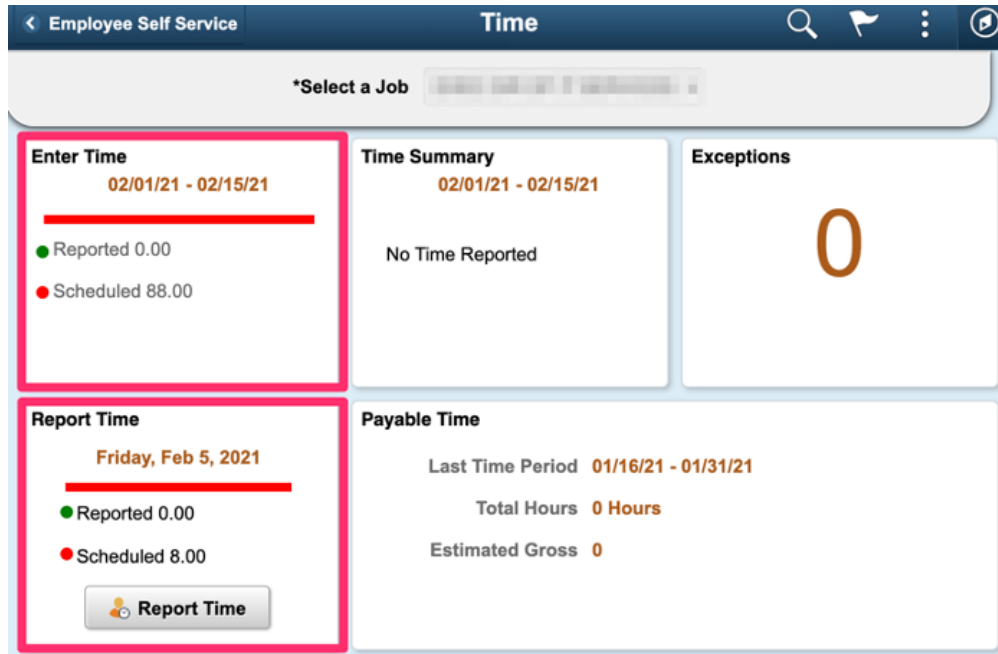 Employee Self Service
Time
*Select a Job
Enter Time
02/01/21 - 02/15/21
Reported 0.00
Scheduled 88.00
Time Summary
02/01/21 - 02/15/21
No Time Reported
Exceptions
0
Report Time
Friday, Feb 5, 2021
Reported 0.00
Scheduled 8.00
Report Time
Payable Time
Last Time Period 01/16/21 - 01/31/21
Total Hours 0 Hours
Estimated Gross 0